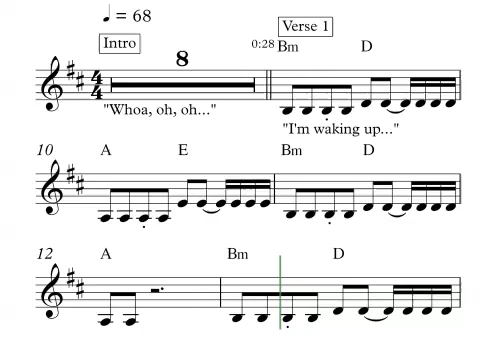 ♩ = 68
Intro
Verse 1
8
0:28 Bm D
"Whoa, oh, oh..."
"I'm waking up..."
10 A E Bm D
12 A Bm D